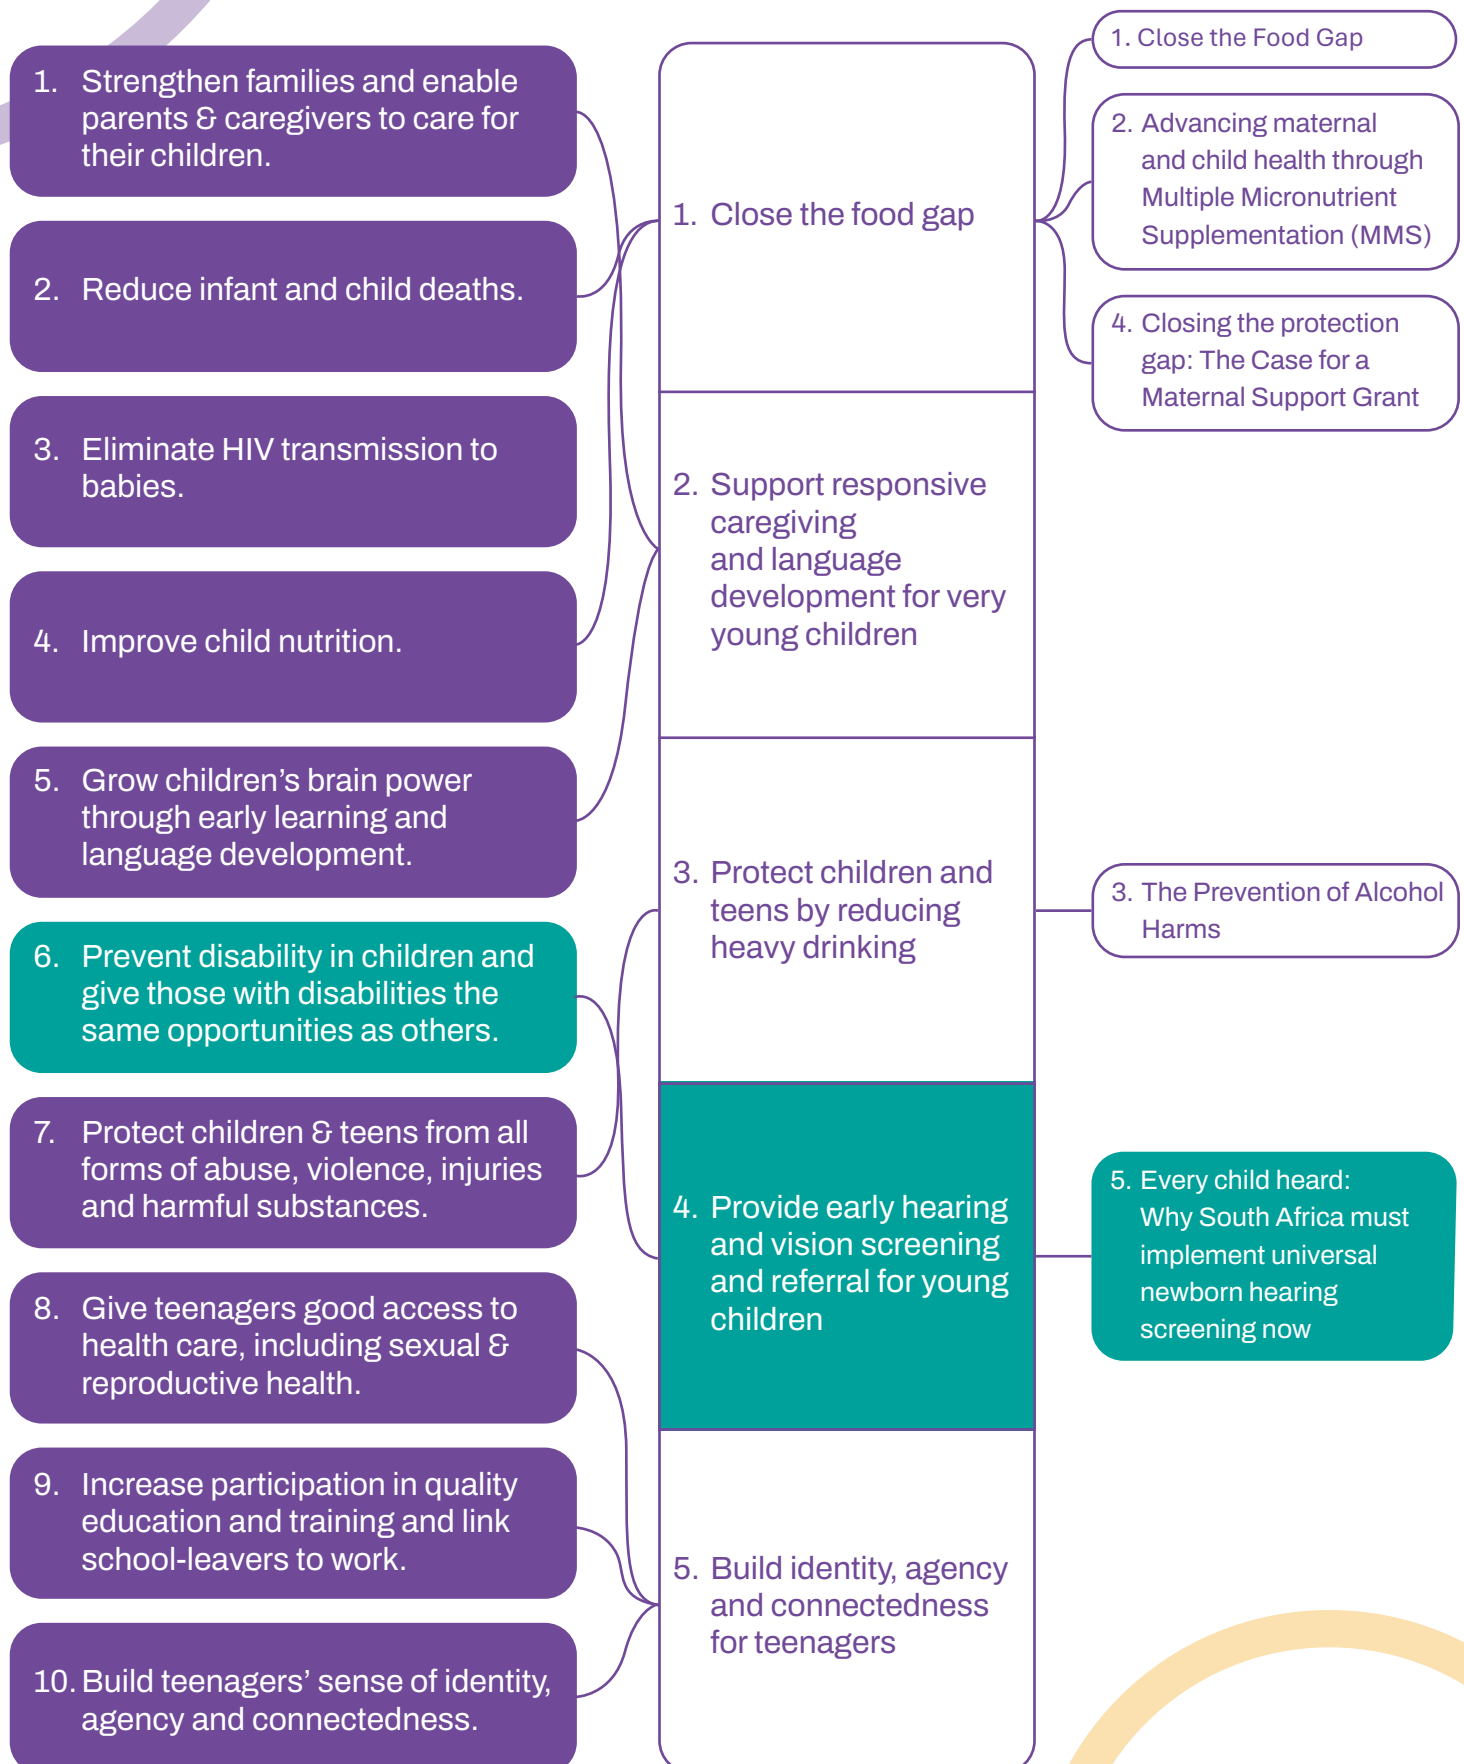 1. Strengthen families and enable
parents & caregivers to care for
their children.
2. Reduce infant and child deaths.
3. Eliminate HIV transmission to
babies.
4. Improve child nutrition.
5. Grow children’s brain power
through early learning and
language development.
6. Prevent disability in children and
give those with disabilities the
same opportunities as others.
7. Protect children & teens from all
forms of abuse, violence, injuries
and harmful substances.
8. Give teenagers good access to
health care, including sexual &
reproductive health.
9. Increase participation in quality
education and training and link
school-leavers to work.
10. Build teenagers’ sense of identity,
agency and connectedness.
1. Close the food gap
2. Support responsive
caregiving
and language
development for very
young children
3. Protect children and
teens by reducing
heavy drinking
4. Provide early hearing
and vision screening
and referral for young
children
5. Build identity, agency
and connectedness
for teenagers
1. Close the Food Gap
2. Advancing maternal
and child health through
Multiple Micronutrient
Supplementation (MMS)
4. Closing the protection
gap: The Case for a
Maternal Support Grant
3. The Prevention of Alcohol
Harms
5. Every child heard:
Why South Africa must
implement universal
newborn hearing
screening now